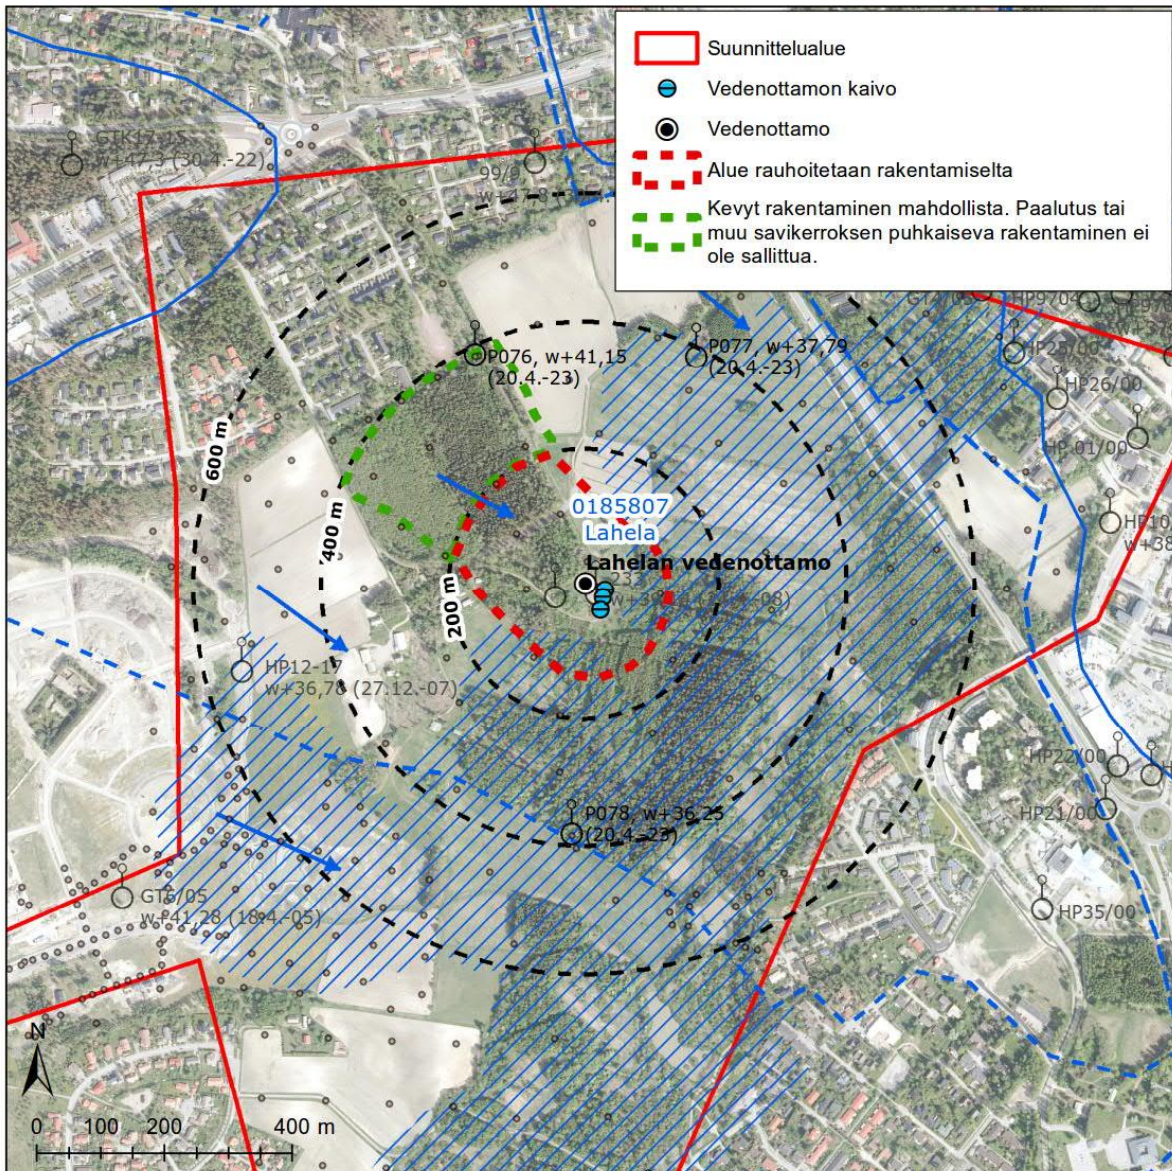 Suunnittelualue
Vedenottamon kaivo
Vedenottamo
Alue rauhoitetaan rakentamiselta
Kevyt rakentaminen mahdollista. Paalutus tai
muu savikerroksen puhkaiseva rakentaminen ei
ole sallittua.
GTK17-15
w+47,3 (30.4.-22)
99/9
HP25/00
HP26/00
HP-01/00
P076, w+41,15
(20.4.-23)
P077, w+37,79
(20.4.-23)
600 m
400 m
200 m
0185807
Lahela
Lahelan vedenottamo
HP12-17
w+36,78 (27.12.-07)
P078, w+36,25
(20.4.-23)
HP22/00
HP21/00
HP35/00
GT6/05
w+41,28 (18.4.-05)
N
0 100 200 400 m